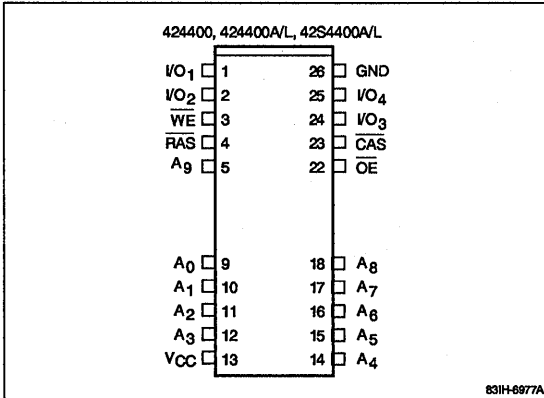 424400, 424400A/L, 42S4400A/L
I/O1 1 26 GND
I/O2 2 25 I/O4
WE 3 24 I/O3
RAS 4 23 CAS
A9 5 22 OE
A0 9 18 A8
A1 10 17 A7
A2 11 16 A6
A3 12 15 A5
VCC 13 14 A4
83IH-6977A